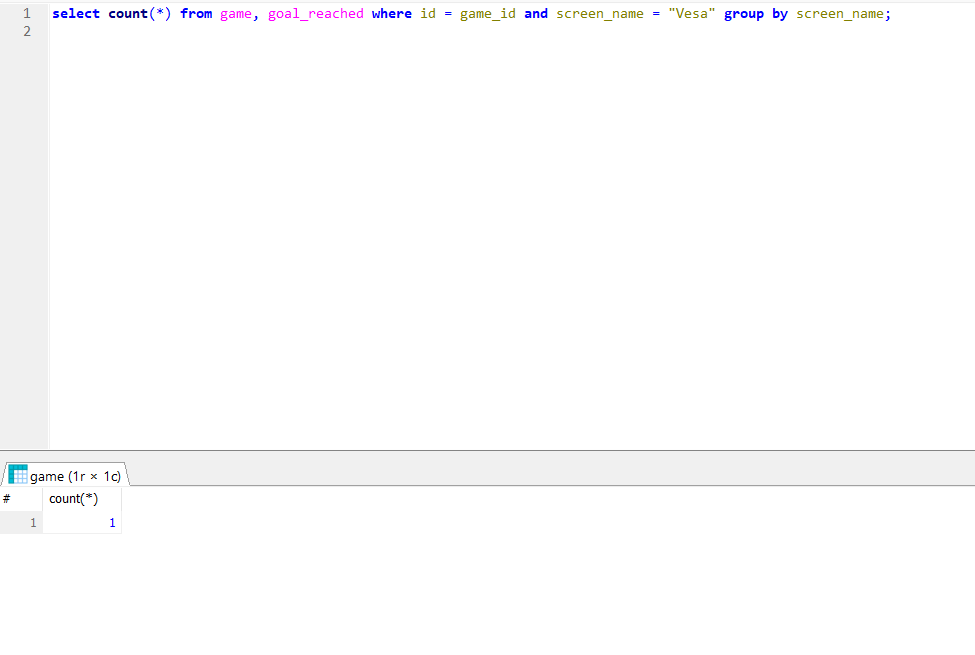 1 select count(*) from game, goal_reached where id = game_id and screen_name = "Vesa" group by screen_name;
2
game (1r × 1c)
# count(*)
1 1